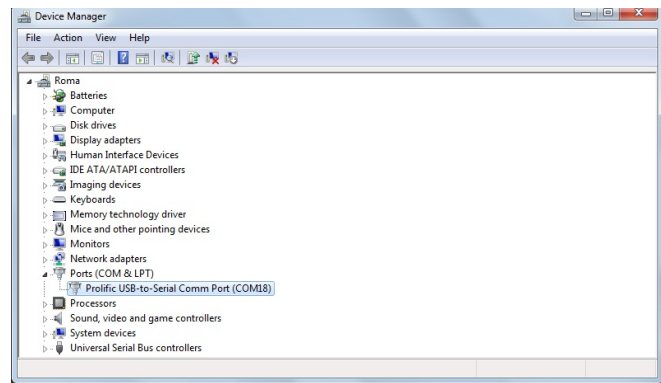 Device Manager
File Action View Help
Roma
Batteries
Computer
Disk drives
Display adapters
Human Interface Devices
IDE ATA/ATAPI controllers
Imaging devices
Keyboards
Memory technology driver
Mice and other pointing devices
Monitors
Network adapters
Ports (COM & LPT)
Prolific USB-to-Serial Comm Port (COM18)
Processors
Sound, video and game controllers
System devices
Universal Serial Bus controllers